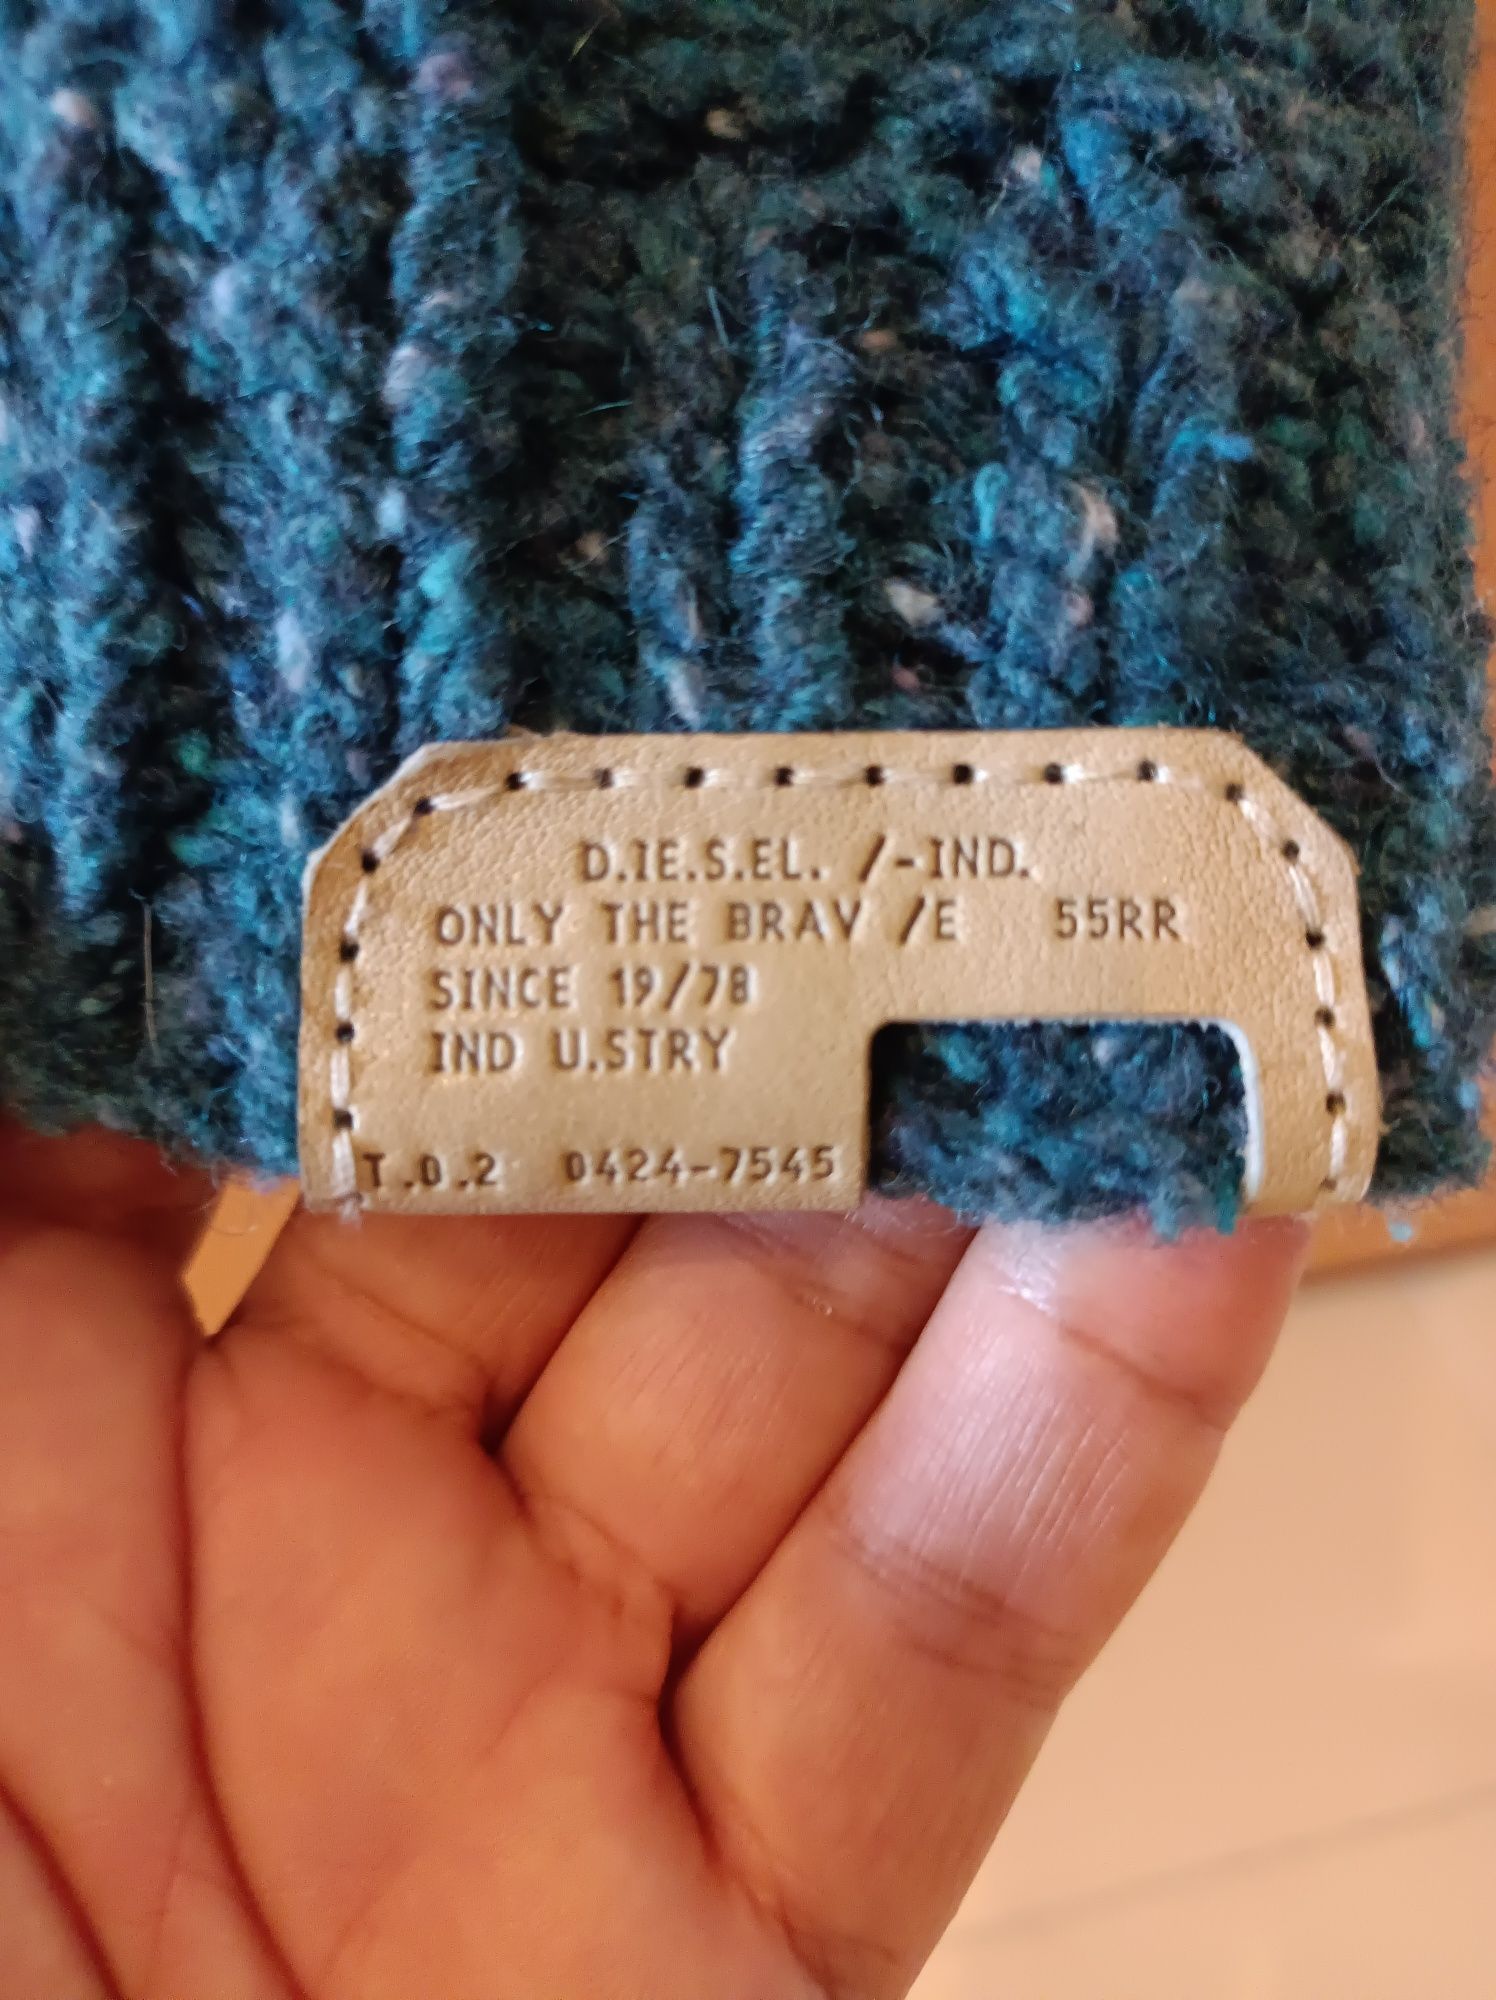 D.IE.S.EL. /-IND.
ONLY THE BRAV /E 55RR
SINCE 19/78
IND U.STRY
T.0.2 0424-7545